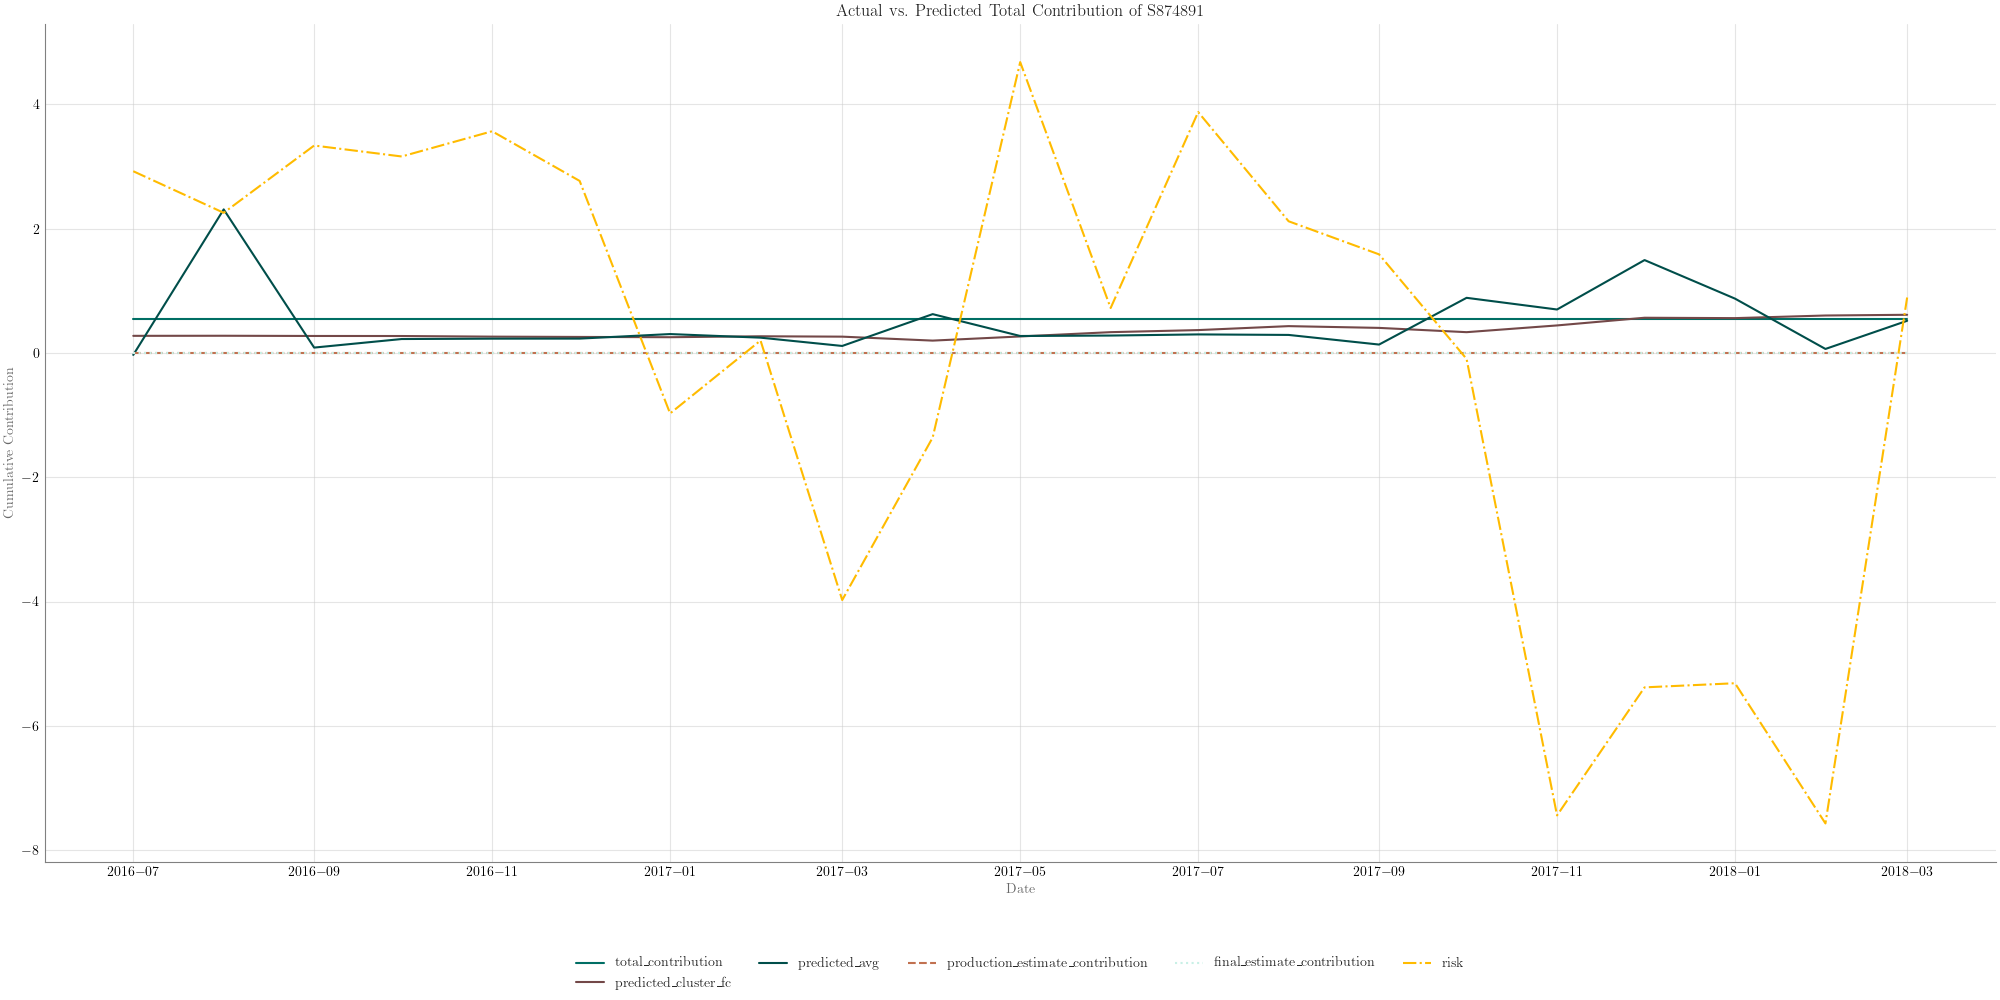 Actual vs. Predicted Total Contribution of S874891
Cumulative Contribution
4
2
0
−2
−4
−6
−8
2016−07 2016−09 2016−11 2017−01 2017−03 2017−05 2017−07 2017−09 2017−11 2018−01 2018−03
Date
total_contribution predicted_avg production_estimate_contribution final_estimate_contribution risk
predicted_cluster_fc